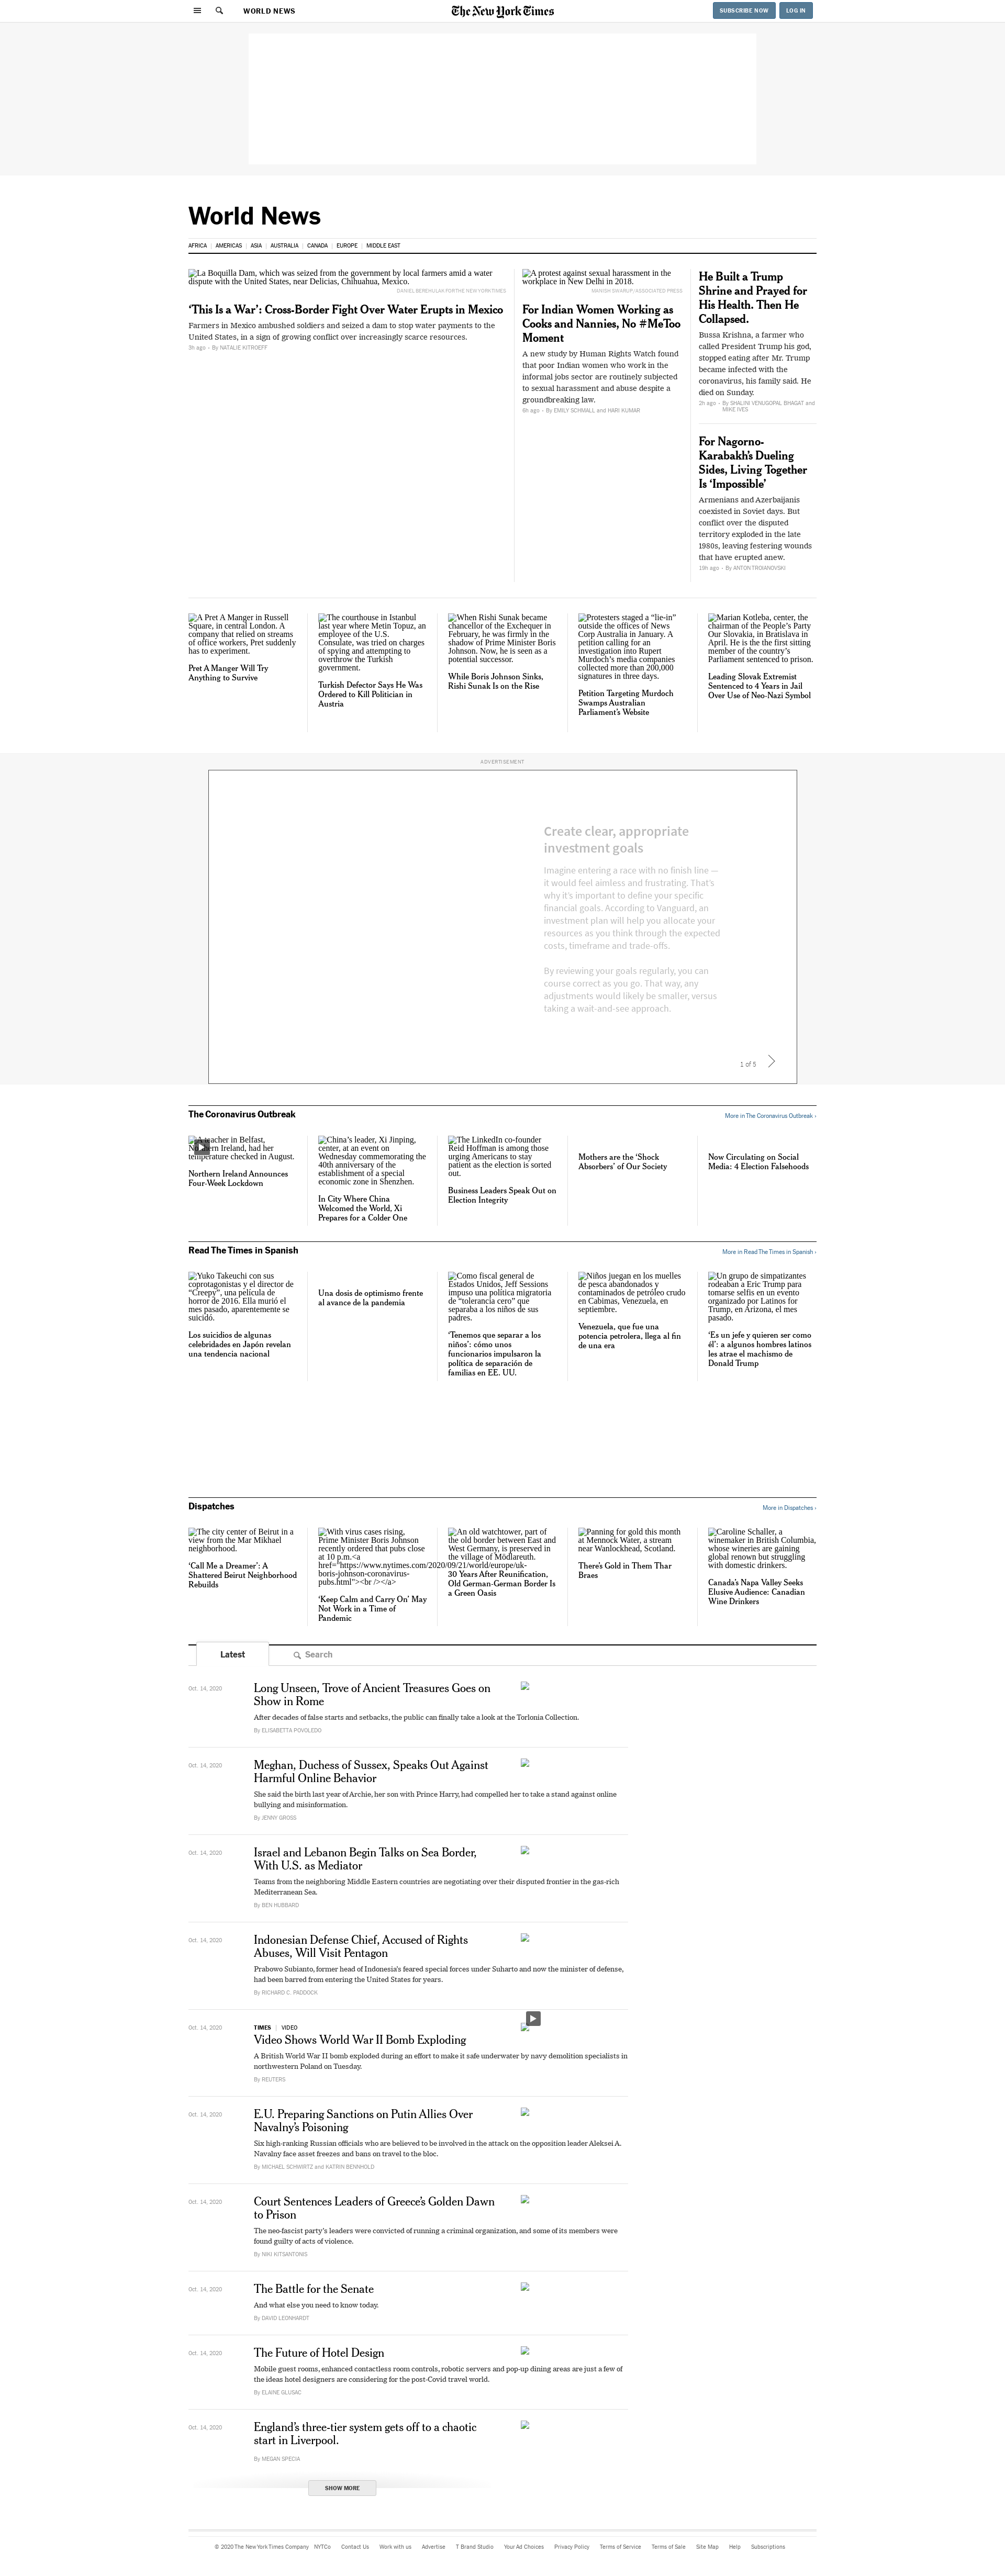 WORLD NEWS
The New York Times
SUBSCRIBE NOW
LOG IN
World News
AFRICA
AMERICAS
ASIA
AUSTRALIA
CANADA
EUROPE
MIDDLE EAST
La Boquilla Dam, which was seized from the government by local farmers amid a water
dispute with the United States, near Delicias, Chihuahua, Mexico.
DANIEL BEREHULAK FOR THE NEW YORK TIMES
‘This Is a War’: Cross-Border Fight Over Water Erupts in Mexico
Farmers in Mexico ambushed soldiers and seized a dam to stop water payments to the
United States, in a sign of growing conflict over increasingly scarce resources.
3h ago
By NATALIE KITROEFF
A protest against sexual harassment in the
workplace in New Delhi in 2018.
MANISH SWARUP/ASSOCIATED PRESS
For Indian Women Working as
Cooks and Nannies, No #MeToo
Moment
A new study by Human Rights Watch found
that poor Indian women who work in the
informal jobs sector are routinely subjected
to sexual harassment and abuse despite a
groundbreaking law.
6h ago
By EMILY SCHMALL and HARI KUMAR
He Built a Trump
Shrine and Prayed for
His Health. Then He
Collapsed.
Bussa Krishna, a farmer who
called President Trump his god,
stopped eating after Mr. Trump
became infected with the
coronavirus, his family said. He
died on Sunday.
2h ago
By SHALINI VENUGOPAL BHAGAT and
MIKE IVES
For Nagorno-
Karabakh’s Dueling
Sides, Living Together
Is ‘Impossible’
Armenians and Azerbaijanis
coexisted in Soviet days. But
conflict over the disputed
territory exploded in the late
1980s, leaving festering wounds
that have erupted anew.
19h ago
By ANTON TROIANOVSKI
A Pret A Manger in Russell
Square, in central London. A
company that relied on streams
of office workers, Pret suddenly
has to experiment.
Pret A Manger Will Try
Anything to Survive
The courthouse in Istanbul
last year where Metin Topuz, an
employee of the U.S.
Consulate, was tried on charges
of spying and attempting to
overthrow the Turkish
government.
Turkish Defector Says He Was
Ordered to Kill Politician in
Austria
When Rishi Sunak became
chancellor of the Exchequer in
February, he was firmly in the
shadow of Prime Minister Boris
Johnson. Now, he is seen as a
potential successor.
While Boris Johnson Sinks,
Rishi Sunak Is on the Rise
Protesters staged a “lie-in”
outside the offices of News
Corp Australia in January. A
petition calling for an
investigation into Rupert
Murdoch’s media companies
collected more than 200,000
signatures in three days.
Petition Targeting Murdoch
Swamps Australian
Parliament’s Website
Marian Kotleba, center, the
chairman of the People’s Party
Our Slovakia, in Bratislava in
April. He is the first sitting
member of the country’s
Parliament sentenced to prison.
Leading Slovak Extremist
Sentenced to 4 Years in Jail
Over Use of Neo-Nazi Symbol
ADVERTISEMENT
Create clear, appropriate
investment goals
Imagine entering a race with no finish line —
it would feel aimless and frustrating. That’s
why it’s important to define your specific
financial goals. According to Vanguard, an
investment plan will help you allocate your
resources as you think through the expected
costs, timeframe and trade-offs.
By reviewing your goals regularly, you can
course correct as you go. That way, any
adjustments would likely be smaller, versus
taking a wait-and-see approach.
1 of 5
The Coronavirus Outbreak
More in The Coronavirus Outbreak ›
A teacher in Belfast,
Northern Ireland, had her
temperature checked in August.
Northern Ireland Announces
Four-Week Lockdown
China’s leader, Xi Jinping,
center, at an event on
Wednesday commemorating the
40th anniversary of the
establishment of a special
economic zone in Shenzhen.
In City Where China
Welcomed the World, Xi
Prepares for a Colder One
The LinkedIn co-founder
Reid Hoffman is among those
urging Americans to stay
patient as the election is sorted
out.
Business Leaders Speak Out on
Election Integrity
Mothers are the ‘Shock
Absorbers’ of Our Society
Now Circulating on Social
Media: 4 Election Falsehoods
Read The Times in Spanish
More in Read The Times in Spanish ›
Yuko Takeuchi con sus
coprotagonistas y el director de
“Creepy”, una película de
horror de 2016. Ella murió el
mes pasado, aparentemente se
suicidó.
Los suicidios de algunas
celebridades en Japón revelan
una tendencia nacional
Una dosis de optimismo frente
al avance de la pandemia
Como fiscal general de
Estados Unidos, Jeff Sessions
impuso una política migratoria
de “tolerancia cero” que
separaba a los niños de sus
padres.
‘Tenemos que separar a los
niños’: cómo unos
funcionarios impulsaron la
política de separación de
familias en EE. UU.
Niños juegan en los muelles
de pesca abandonados y
contaminados de petróleo crudo
en Cabimas, Venezuela, en
septiembre.
Venezuela, que fue una
potencia petrolera, llega al fin
de una era
Un grupo de simpatizantes
rodeaban a Eric Trump para
tomarse selfis en un evento
organizado por Latinos for
Trump, en Arizona, el mes
pasado.
‘Es un jefe y quieren ser como
él’: a algunos hombres latinos
les atrae el machismo de
Donald Trump
Dispatches
More in Dispatches ›
The city center of Beirut in a
view from the Mar Mikhael
neighborhood.
‘Call Me a Dreamer’: A
Shattered Beirut Neighborhood
Rebuilds
With virus cases rising,
Prime Minister Boris Johnson
recently ordered that pubs close
at 10 p.m.<a
href="https://www.nytimes.com/2020/09/21/world/europe/uk-
boris-johnson-coronavirus-
pubs.html"><br /></a>
‘Keep Calm and Carry On’ May
Not Work in a Time of
Pandemic
An old watchtower, part of
the old border between East and
West Germany, is preserved in
the village of Mödlareuth.
30 Years After Reunification,
Old German-German Border Is
a Green Oasis
Panning for gold this month
at Mennock Water, a stream
near Wanlockhead, Scotland.
There’s Gold in Them Thar
Braes
Caroline Schaller, a
winemaker in British Columbia,
whose wineries are gaining
global renown but struggling
with domestic drinkers.
Canada’s Napa Valley Seeks
Elusive Audience: Canadian
Wine Drinkers
Latest
Search
Oct. 14, 2020
Long Unseen, Trove of Ancient Treasures Goes on
Show in Rome
After decades of false starts and setbacks, the public can finally take a look at the Torlonia Collection.
By ELISABETTA POVOLEDO
Oct. 14, 2020
Meghan, Duchess of Sussex, Speaks Out Against
Harmful Online Behavior
She said the birth last year of Archie, her son with Prince Harry, had compelled her to take a stand against online
bullying and misinformation.
By JENNY GROSS
Oct. 14, 2020
Israel and Lebanon Begin Talks on Sea Border,
With U.S. as Mediator
Teams from the neighboring Middle Eastern countries are negotiating over their disputed frontier in the gas-rich
Mediterranean Sea.
By BEN HUBBARD
Oct. 14, 2020
Indonesian Defense Chief, Accused of Rights
Abuses, Will Visit Pentagon
Prabowo Subianto, former head of Indonesia’s feared special forces under Suharto and now the minister of defense,
had been barred from entering the United States for years.
By RICHARD C. PADDOCK
Oct. 14, 2020
TIMES | VIDEO
Video Shows World War II Bomb Exploding
A British World War II bomb exploded during an effort to make it safe underwater by navy demolition specialists in
northwestern Poland on Tuesday.
By REUTERS
Oct. 14, 2020
E.U. Preparing Sanctions on Putin Allies Over
Navalny’s Poisoning
Six high-ranking Russian officials who are believed to be involved in the attack on the opposition leader Aleksei A.
Navalny face asset freezes and bans on travel to the bloc.
By MICHAEL SCHWIRTZ and KATRIN BENNHOLD
Oct. 14, 2020
Court Sentences Leaders of Greece’s Golden Dawn
to Prison
The neo-fascist party’s leaders were convicted of running a criminal organization, and some of its members were
found guilty of acts of violence.
By NIKI KITSANTONIS
Oct. 14, 2020
The Battle for the Senate
And what else you need to know today.
By DAVID LEONHARDT
Oct. 14, 2020
The Future of Hotel Design
Mobile guest rooms, enhanced contactless room controls, robotic servers and pop-up dining areas are just a few of
the ideas hotel designers are considering for the post-Covid travel world.
By ELAINE GLUSAC
Oct. 14, 2020
England’s three-tier system gets off to a chaotic
start in Liverpool.
By MEGAN SPECIA
SHOW MORE
© 2020 The New York Times Company
NYTCo
Contact Us
Work with us
Advertise
T Brand Studio
Your Ad Choices
Privacy Policy
Terms of Service
Terms of Sale
Site Map
Help
Subscriptions